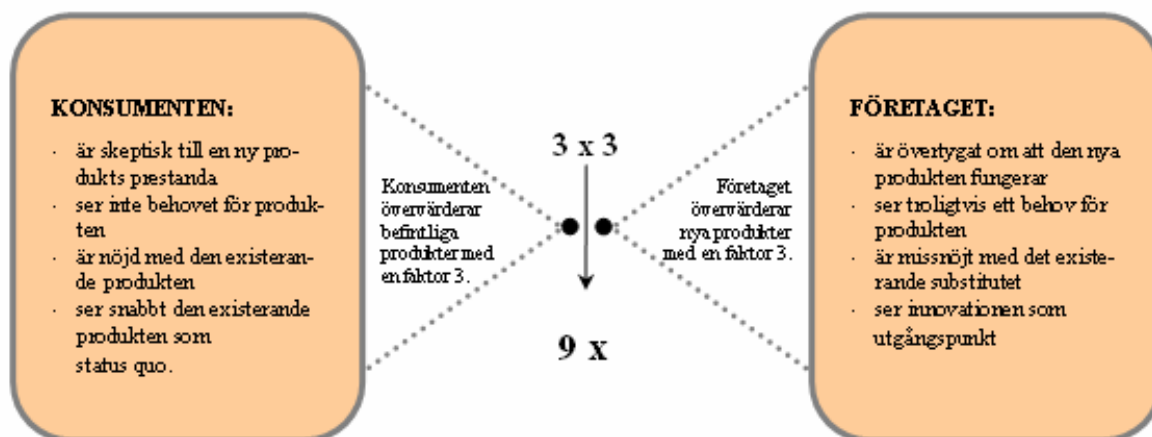 KONSUMENTEN:
· är skeptisk till en ny pro-
dukts prestanda
· ser inte behovet för produk-
ten
· är nöjd med den existeran-
de produkten
· ser snabbt den existerande
produkten som
status quo.
Konsumenten
övervärderar
befintliga
produkter med
en faktor 3.
3 x 3
9 x
Företaget
övervärderar
nya produkter
med en faktor 3.
FÖRETAGET:
· är övertygat om att den nya
produkten fungerar
· ser troligtvis ett behov för
produkten
· är missnöjt med det existe-
rande substitutet
· ser innovationen som
utgångspunkt